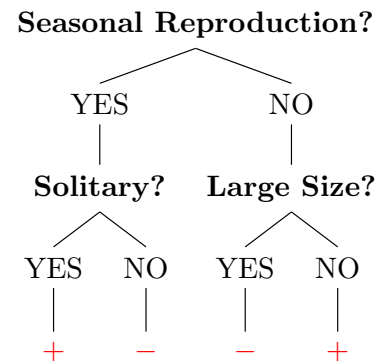 Seasonal Reproduction?
YES NO
Solitary? Large Size?
YES NO YES NO
+ − − +